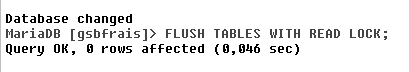 Database changed
MariaDB [gsbfrais]> FLUSH TABLES WITH READ LOCK;
Query OK, 0 rows affected (0,046 sec)